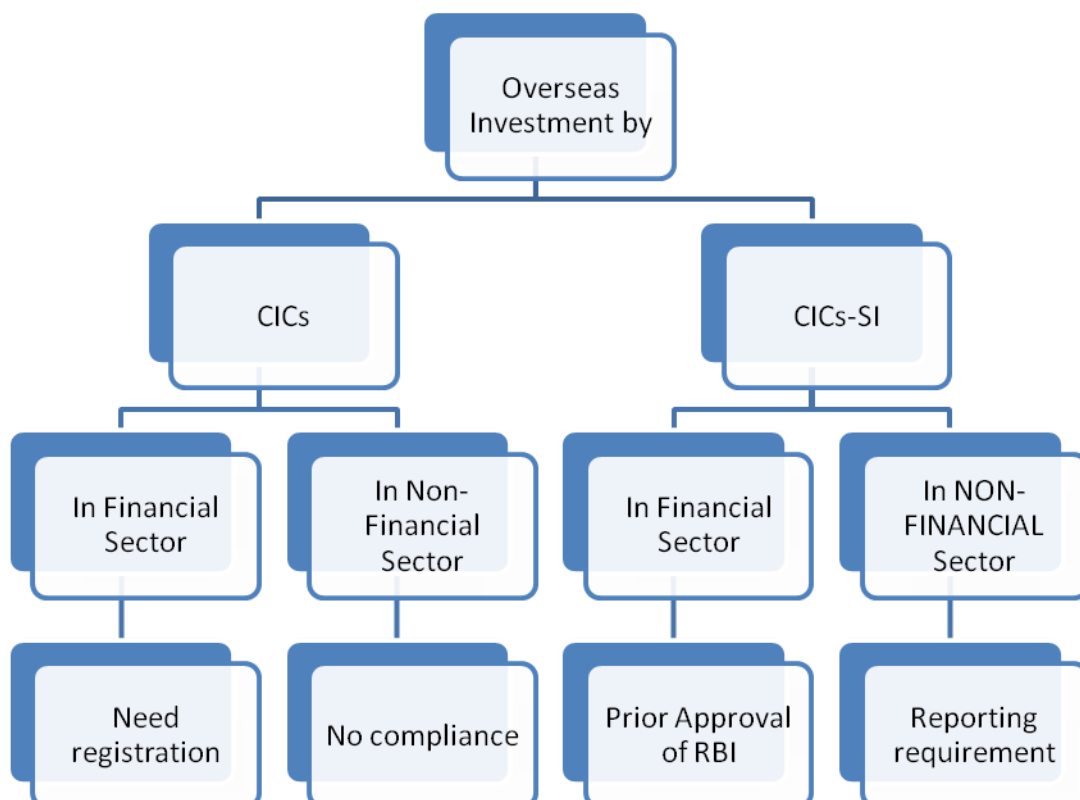 Overseas
Investment by
CICs
CICs-SI
In Financial
Sector
In Non-
Financial
Sector
In Financial
Sector
In NON-
FINANCIAL
Sector
Need
registration
No compliance
Prior Approval
of RBI
Reporting
requirement